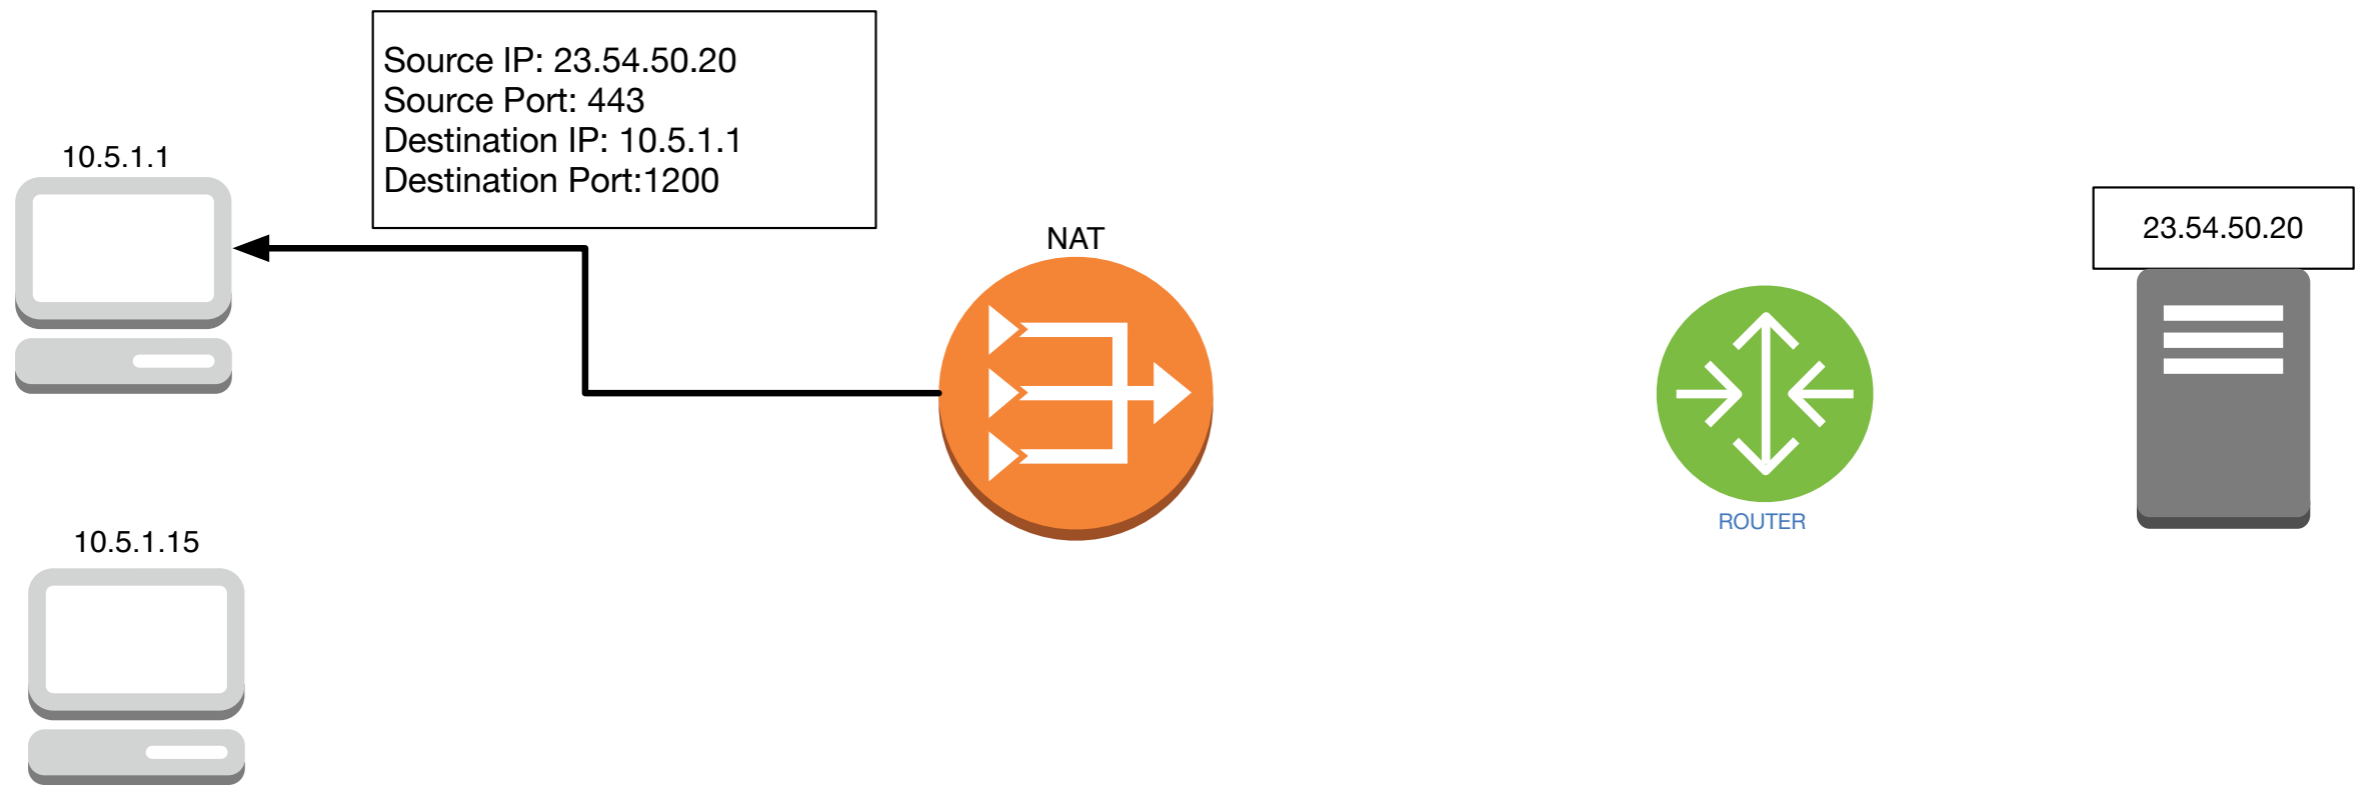 Source IP: 23.54.50.20
Source Port: 443
Destination IP: 10.5.1.1
Destination Port:1200
10.5.1.1
NAT
23.54.50.20
ROUTER
10.5.1.15